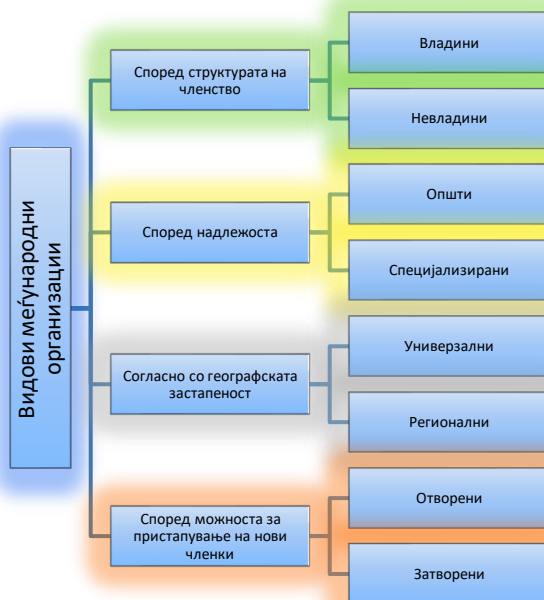 Видови меѓународни
организации
Според структурата на
членство
Владини
Невладини
Според надлежоста
Општи
Специјализирани
Согласно со географската
застапеност
Универзални
Регионални
Според можноста за
пристапување на нови
членки
Отворени
Затворени